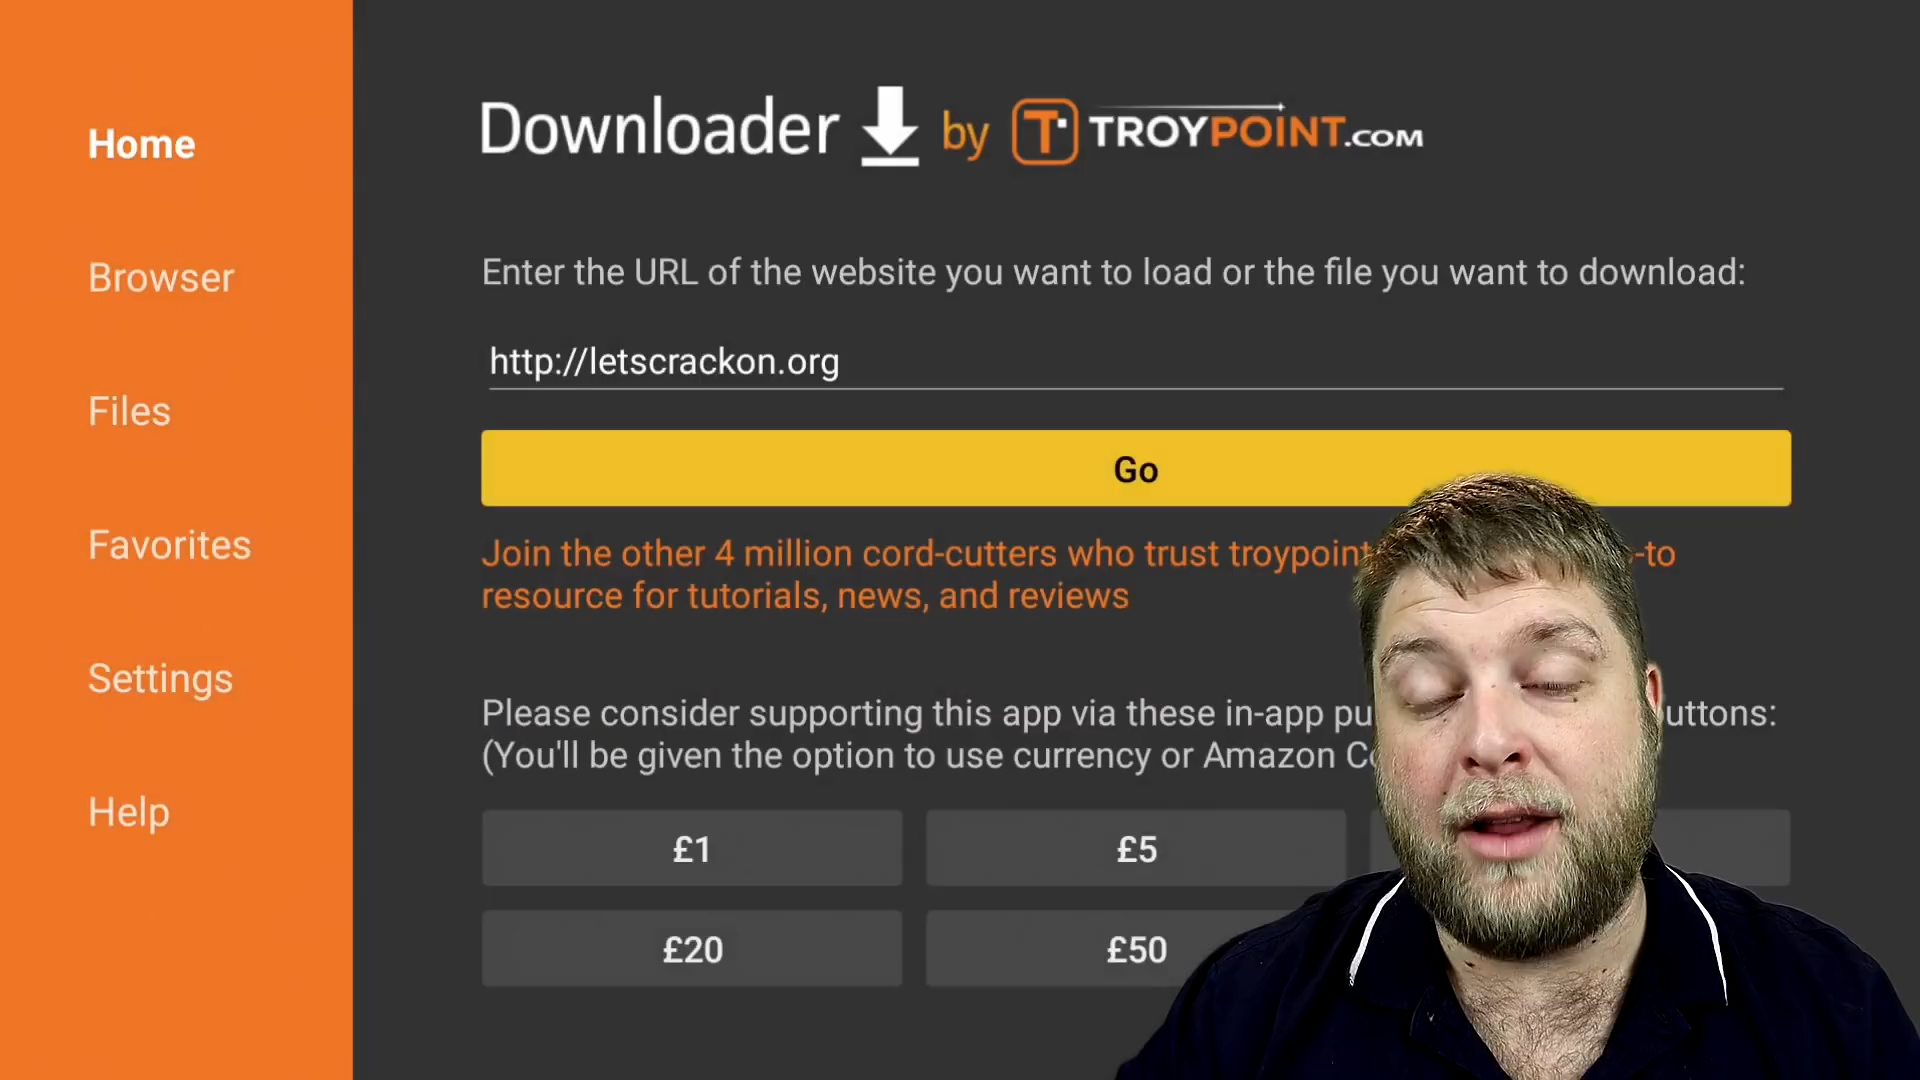 Home
Browser
Files
Favorites
Settings
Help
Downloader by TROYPOINT.COM
Enter the URL of the website you want to load or the file you want to download:
http://letscrackon.org
Go
Join the other 4 million cord-cutters who trust troypoint -to
resource for tutorials, news, and reviews
Please consider supporting this app via these in-app
(You'll be given the option to use currency or Amazon
£1
£5
£20
£50